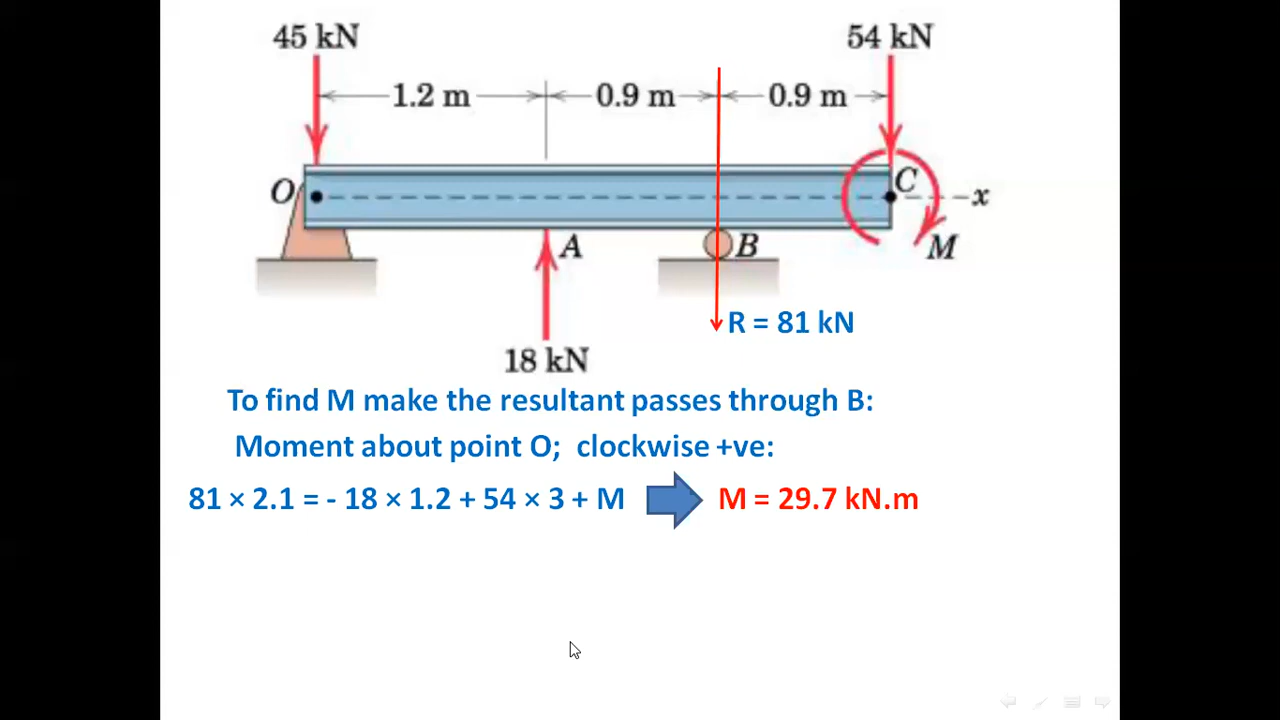 45 kN 54 kN
1.2 m 0.9 m 0.9 m
O C x
A B M
R = 81 kN
18 kN
To find M make the resultant passes through B:
Moment about point O; clockwise +ve:
81 × 2.1 = - 18 × 1.2 + 54 × 3 + M M = 29.7 kN.m